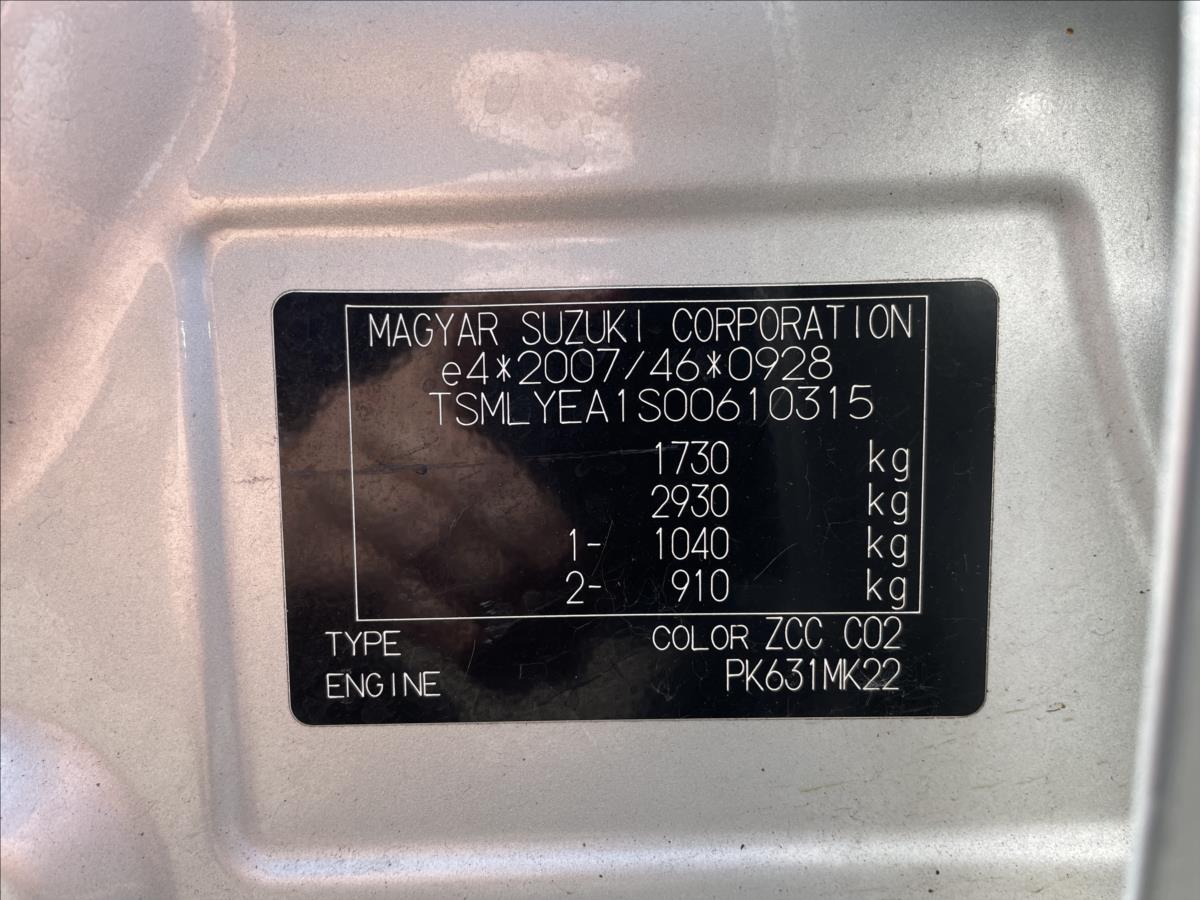 MAGYAR SUZUKI CORPORATION
e4*2007/46*0928
TSMLYEA1S00610315
1730 kg
2930 kg
1- 1040 kg
2- 910 kg
TYPE COLOR ZCC C02
ENGINE PK631MK22